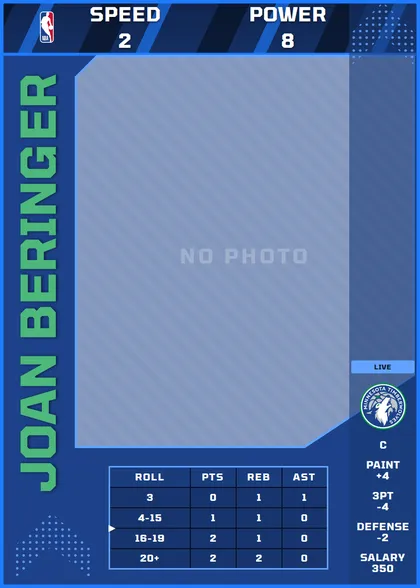 SPEED
2
POWER
8
JOAN BERINGER
NO PHOTO
LIVE
MINNESOTA TIMBERWOLVES
C
PAINT
+4
3PT
-4
DEFENSE
-2
SALARY
350
ROLL PTS REB AST
3 0 1 1
4-15 1 1 0
16-19 2 1 0
20+ 2 2 0